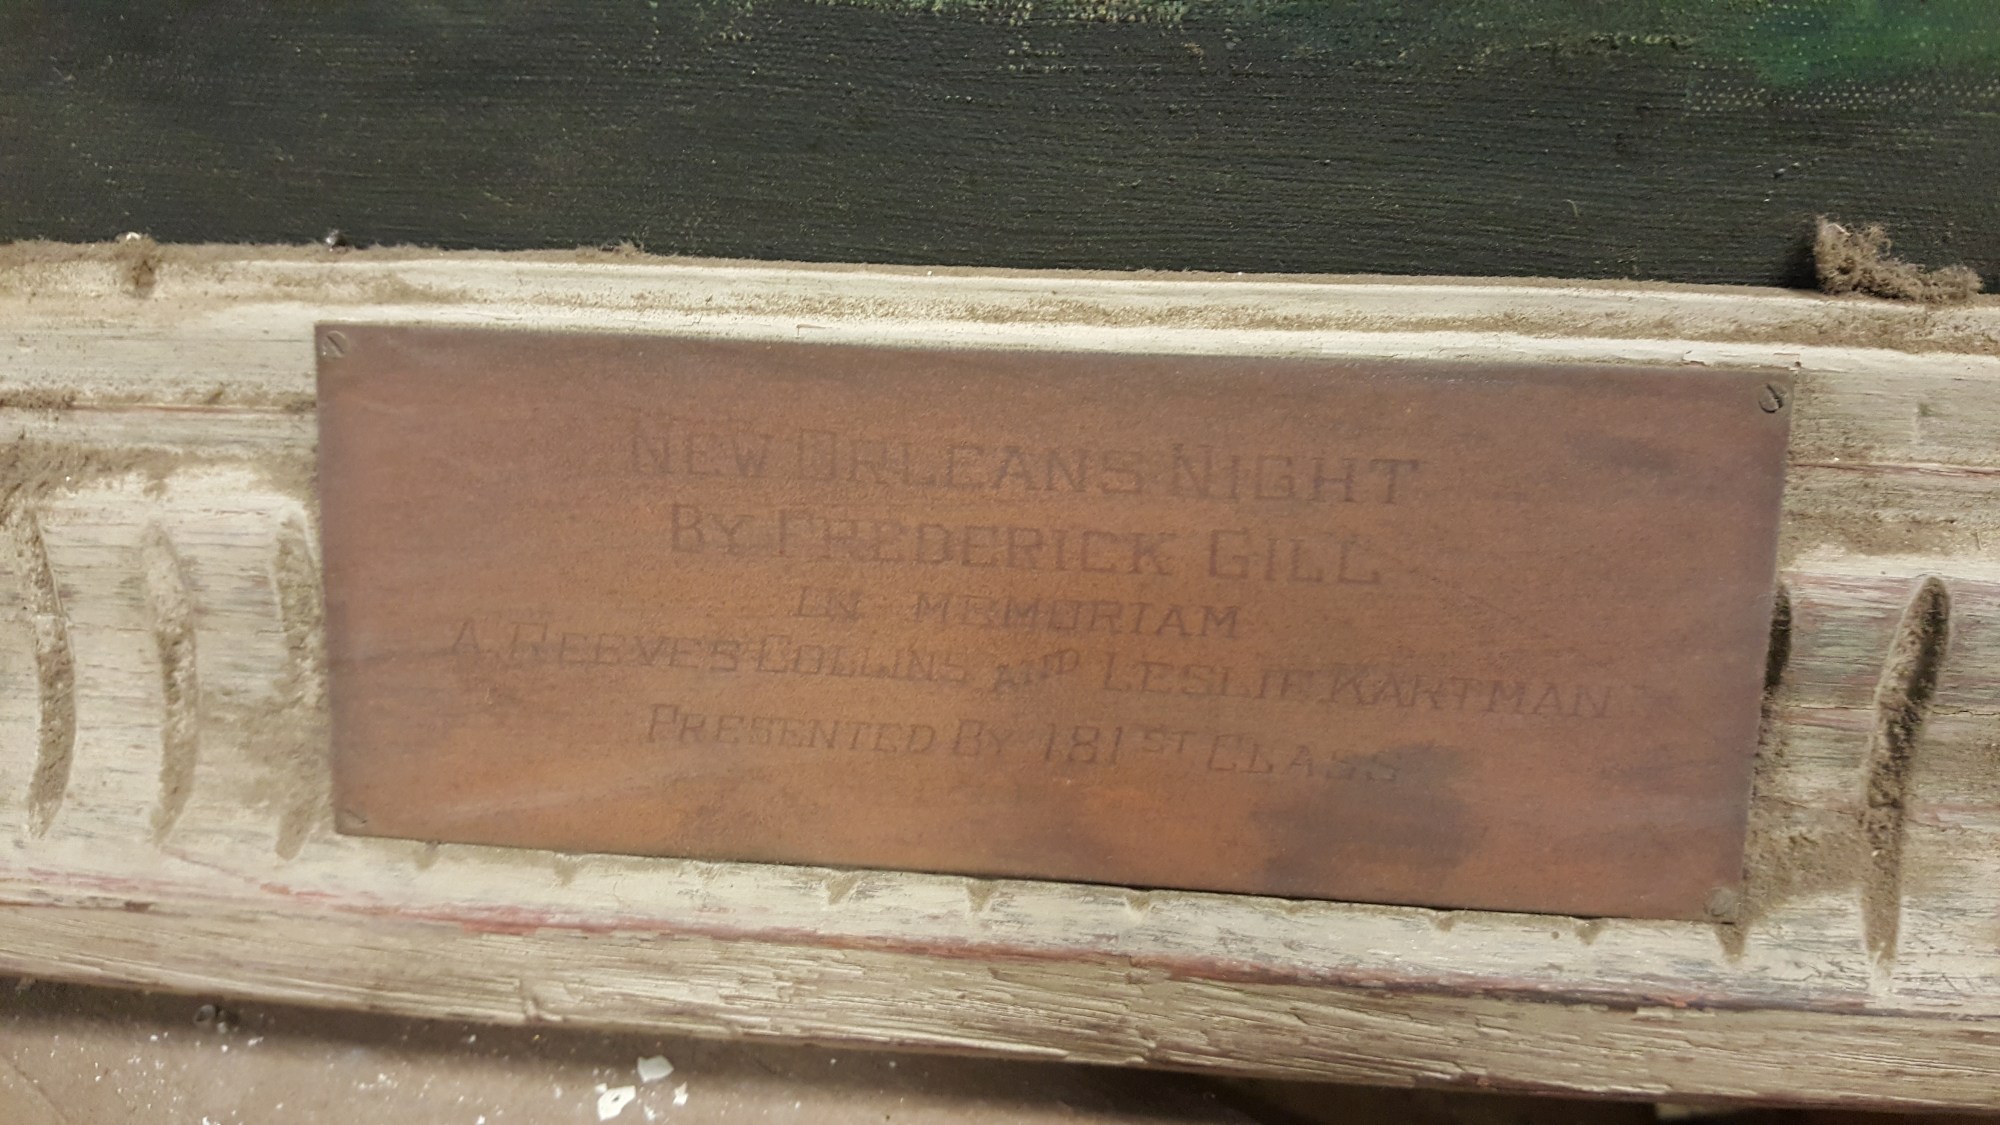 NEW ORLEANS NIGHT
BY FREDERICK GILL
IN MEMORIAM
A. REEVES COLLINS AND LESLIE KARTMAN
PRESENTED BY 181ST CLASS